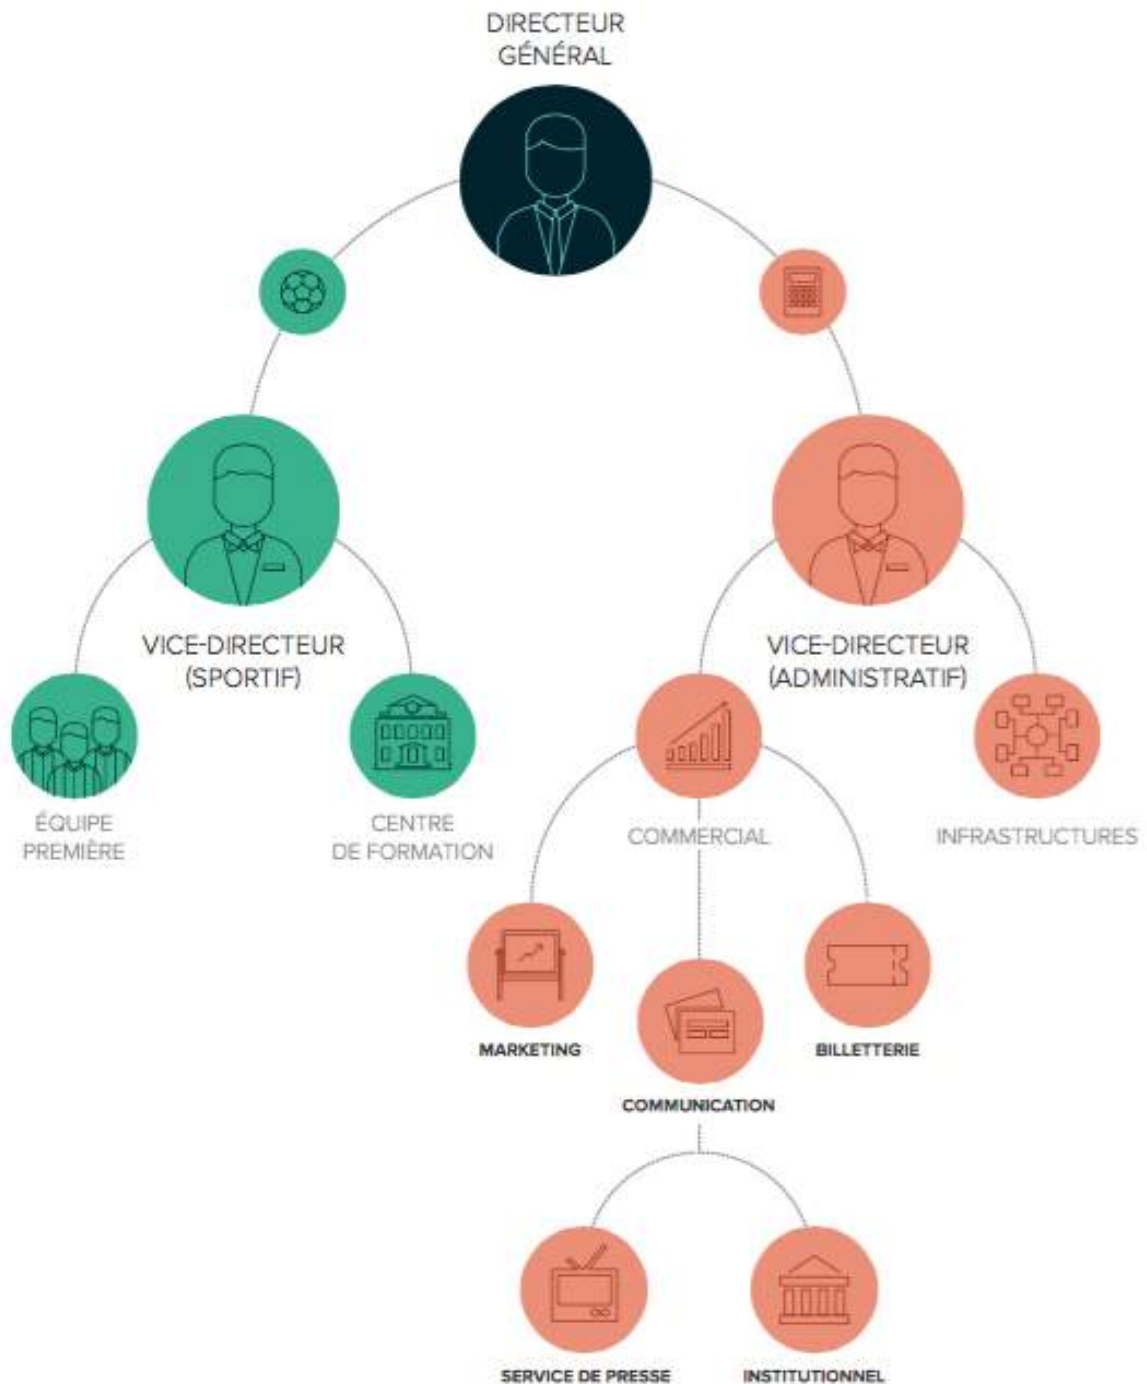 DIRECTEUR
GÉNÉRAL
VICE-DIRECTEUR
(SPORTIF)
VICE-DIRECTEUR
(ADMINISTRATIF)
ÉQUIPE
PREMIÈRE
CENTRE
DE FORMATION
COMMERCIAL
INFRASTRUCTURES
MARKETING
BILLETTERIE
COMMUNICATION
SERVICE DE PRESSE
INSTITUTIONNEL